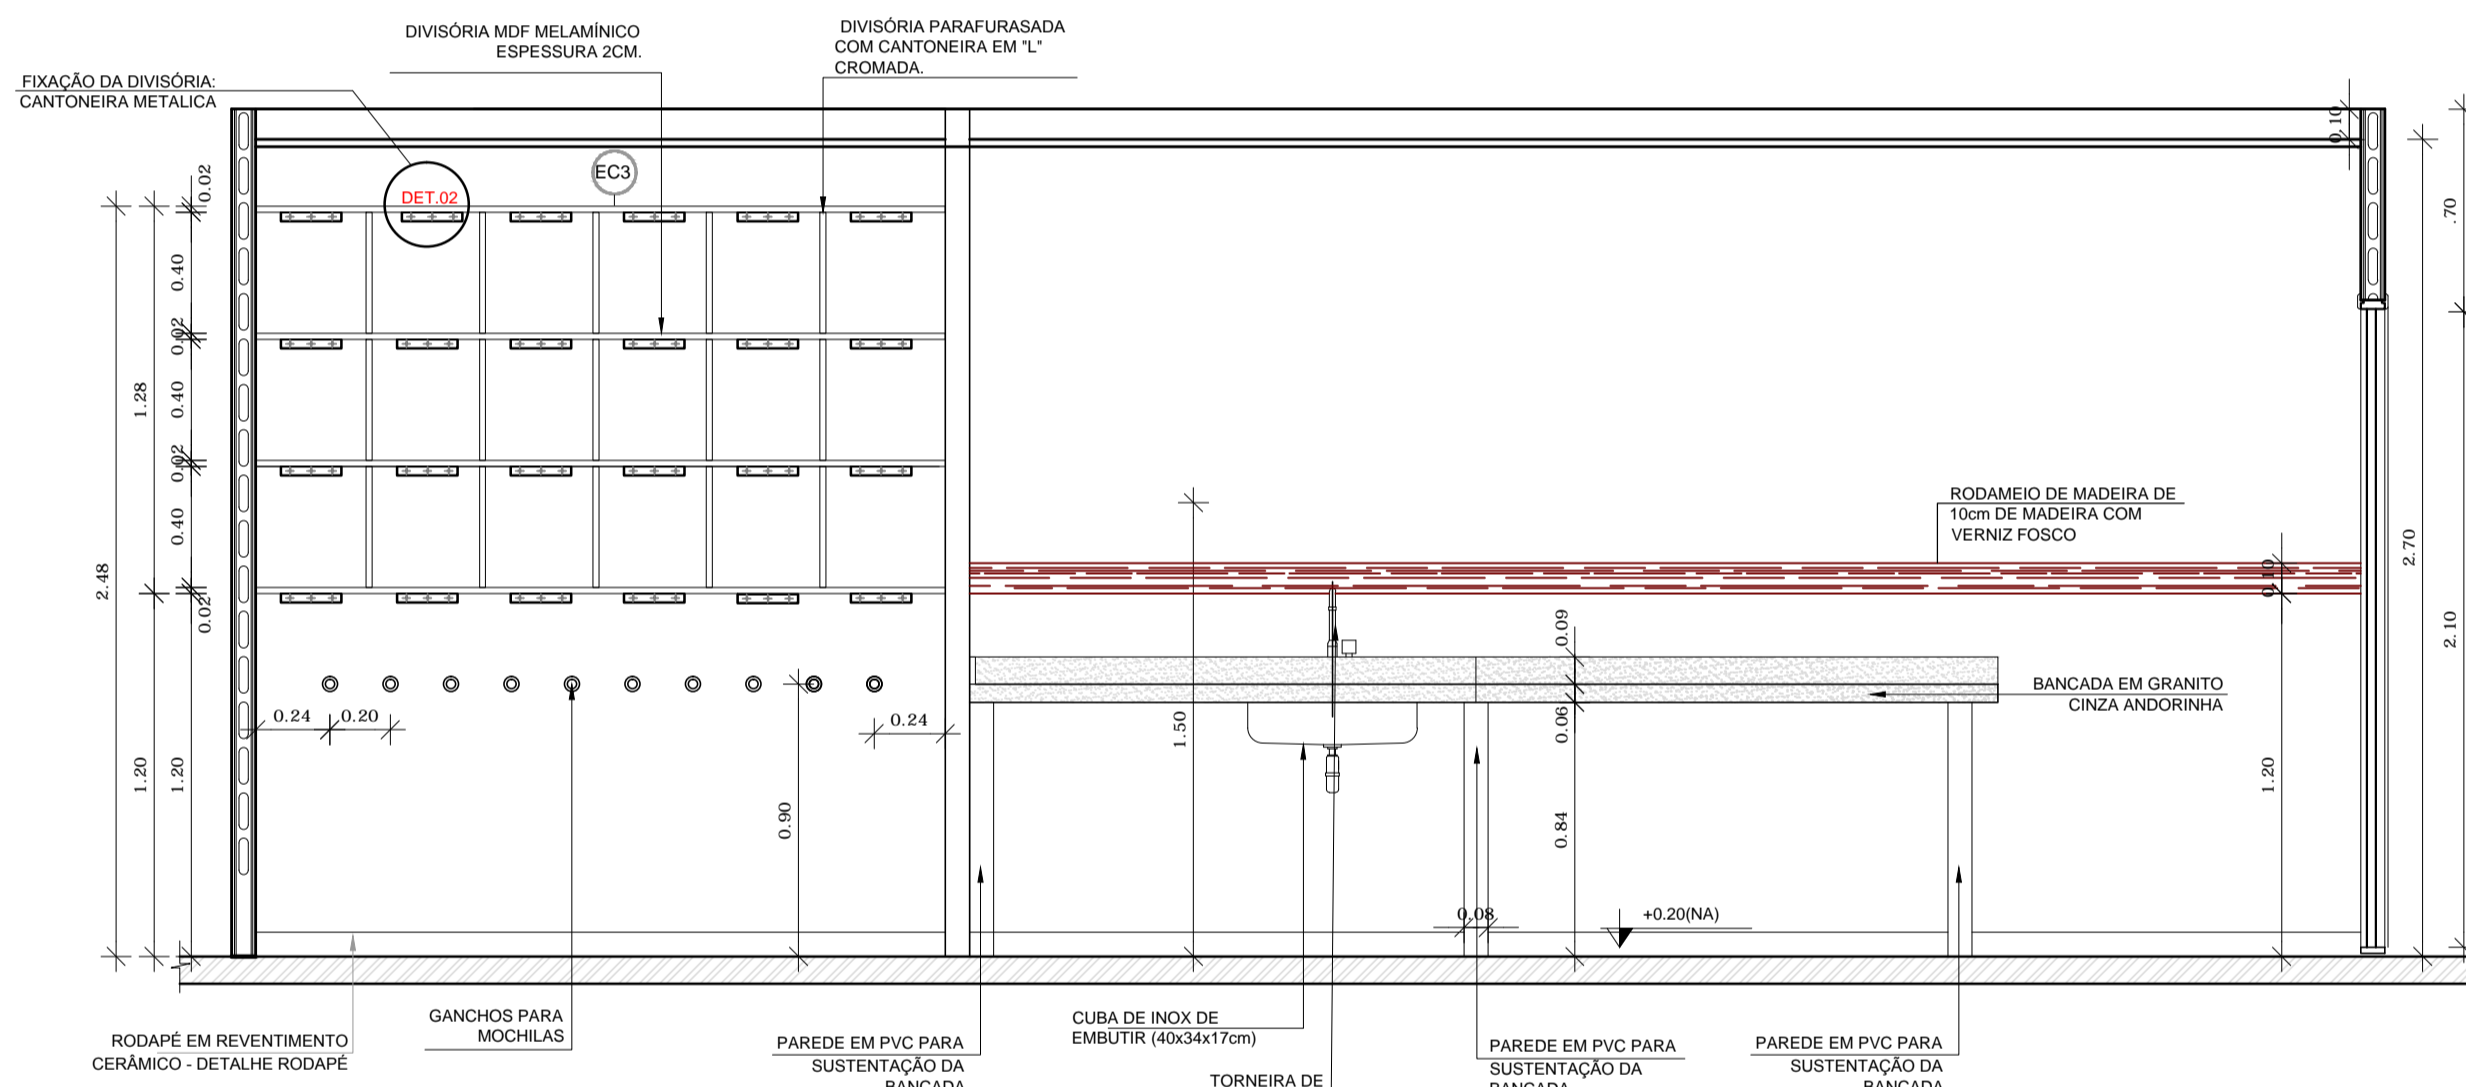 DIVISÓRIA MDF MELAMÍNICO
ESPESSURA 2CM.
DIVISÓRIA PARAFURASADA
COM CANTONEIRA EM "L"
CROMADA.
FIXAÇÃO DA DIVISÓRIA:
CANTONEIRA METALICA
DET.02
EC3
0.02
0.40
0.02
0.40
0.02
0.40
0.02
1.28
2.48
1.20
1.20
0.24
0.20
0.24
0.90
1.50
0.09
0.06
0.84
0.08
+0.20(NA)
0.10
.70
2.70
2.10
0.10
1.20
RODAMEIO DE MADEIRA DE
10cm DE MADEIRA COM
VERNIZ FOSCO
BANCADA EM GRANITO
CINZA ANDORINHA
RODAPÉ EM REVENTIMENTO
CERÂMICO - DETALHE RODAPÉ
GANCHOS PARA
MOCHILAS
PAREDE EM PVC PARA
SUSTENTAÇÃO DA
BANCADA
CUBA DE INOX DE
EMBUTIR (40x34x17cm)
TORNEIRA DE
PAREDE EM PVC PARA
SUSTENTAÇÃO DA
BANCADA
PAREDE EM PVC PARA
SUSTENTAÇÃO DA
BANCADA